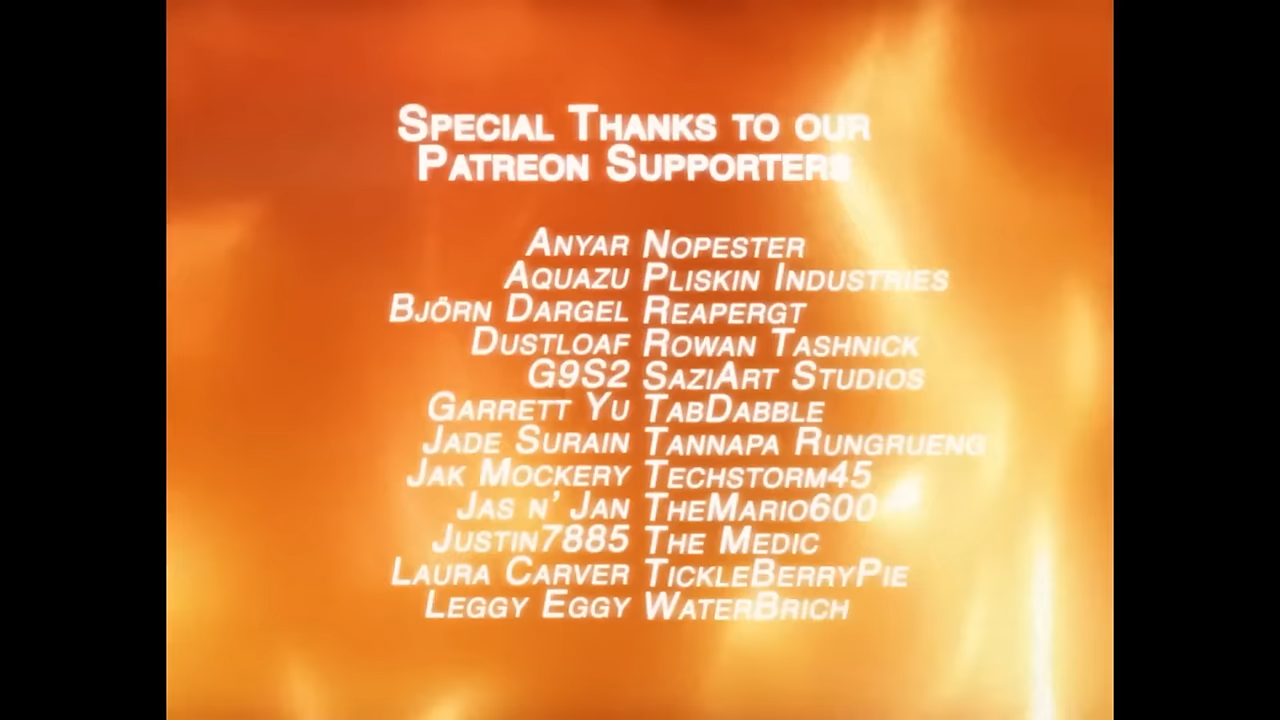 Special Thanks to our
Patreon Supporters
Anyar Nopester
Aquazu Pliskin Industries
Björn Dargel Reapergt
Dustloaf Rowan Tashnick
G9S2 SaziArt Studios
Garrett Yu TabDabble
Jade Surain Tannapa Rungrueng
Jak Mockery Techstorm45
Jas n' Jan TheMario600
Justin7885 The Medic
Laura Carver TickleBerryPie
Leggy Eggy WaterBrich